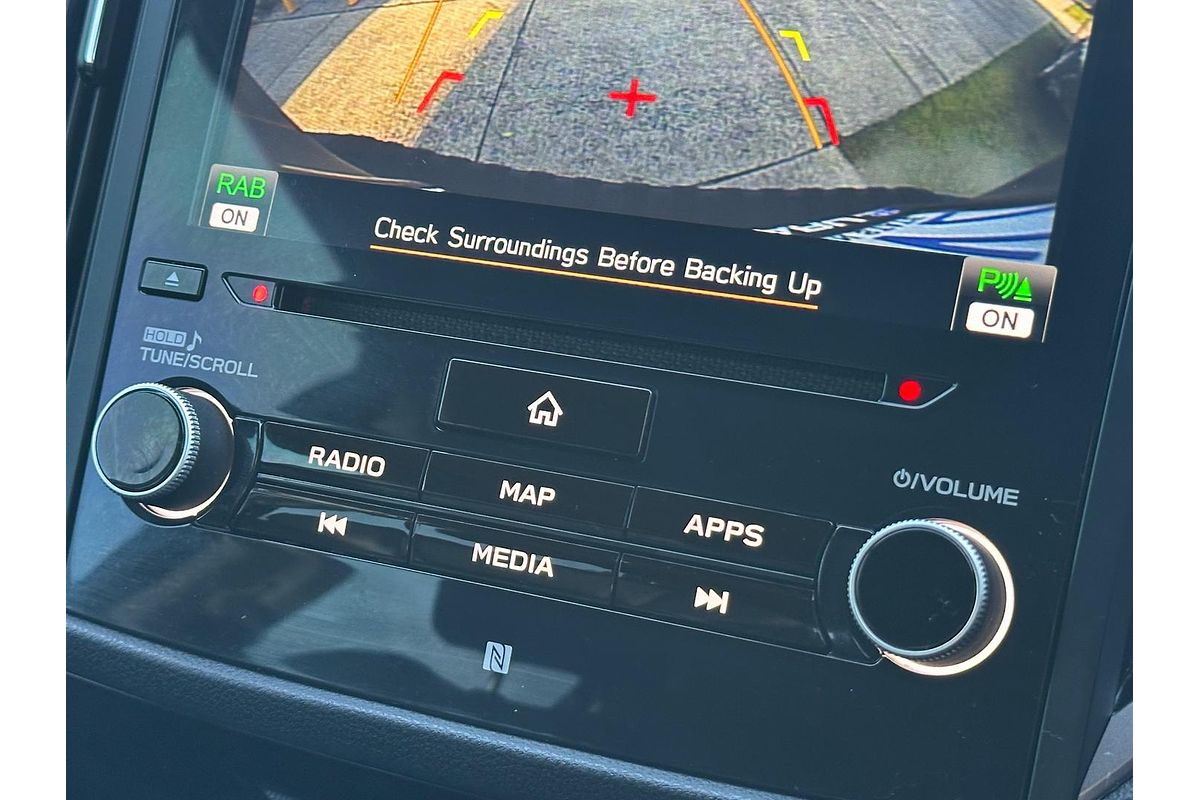 RAB
ON
Check Surroundings Before Backing Up
P
ON
HOLD
TUNE/SCROLL
RADIO
MAP
APPS
MEDIA
/VOLUME
N